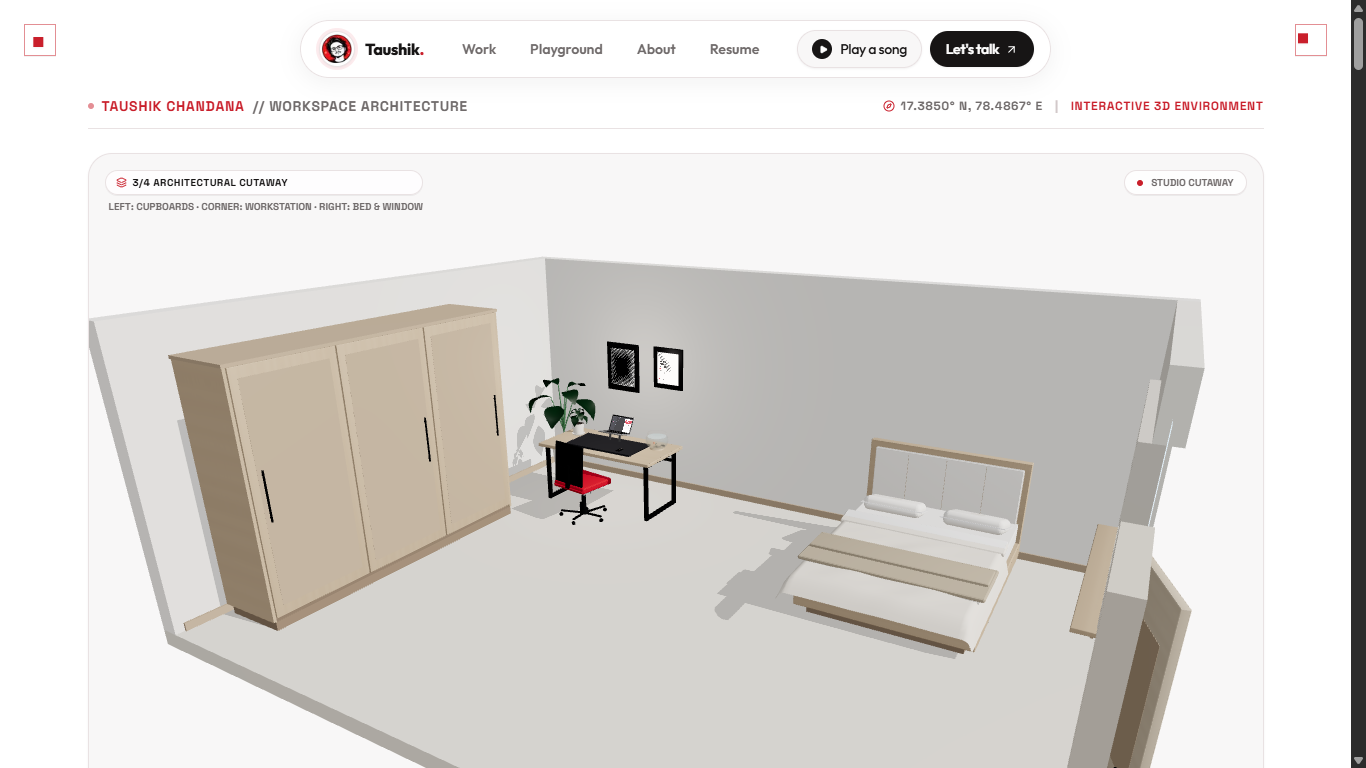 Taushik.
Work
Playground
About
Resume
Play a song
Let's talk
TAUSHIK CHANDANA // WORKSPACE ARCHITECTURE
17.3850° N, 78.4867° E | INTERACTIVE 3D ENVIRONMENT
3/4 ARCHITECTURAL CUTAWAY
STUDIO CUTAWAY
LEFT: CUPBOARDS · CORNER: WORKSTATION · RIGHT: BED & WINDOW